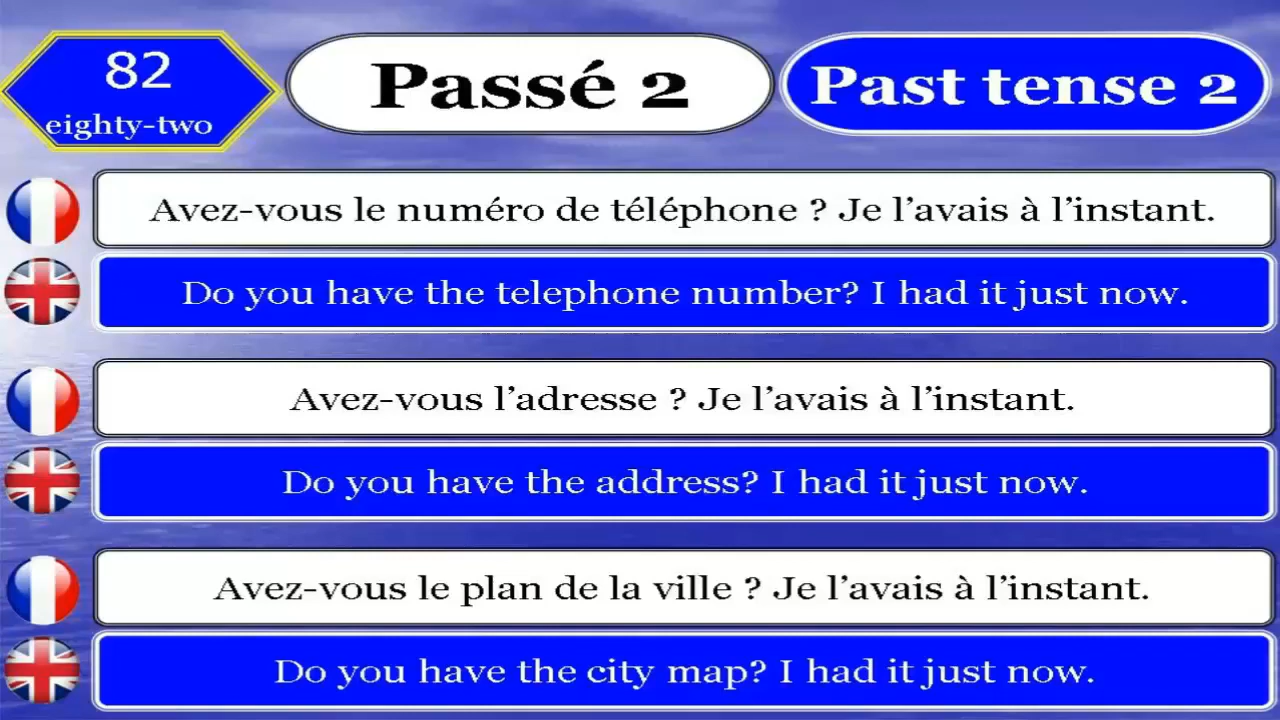 82
eighty-two
Passé 2
Past tense 2
Avez-vous le numéro de téléphone ? Je l’avais à l’instant.
Do you have the telephone number? I had it just now.
Avez-vous l’adresse ? Je l’avais à l’instant.
Do you have the address? I had it just now.
Avez-vous le plan de la ville ? Je l’avais à l’instant.
Do you have the city map? I had it just now.